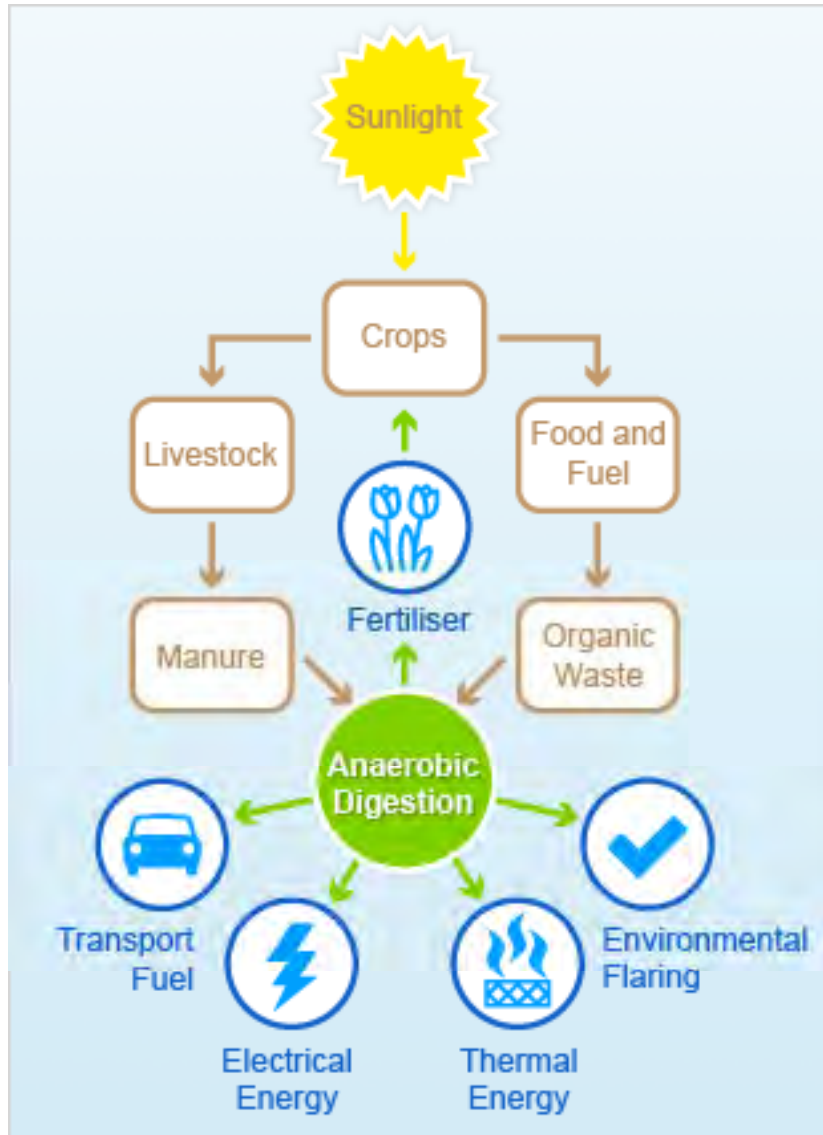 Sunlight
Crops
Livestock
Food and
Fuel
Fertiliser
Manure
Organic
Waste
Anaerobic
Digestion
Transport
Fuel
Environmental
Flaring
Electrical
Energy
Thermal
Energy